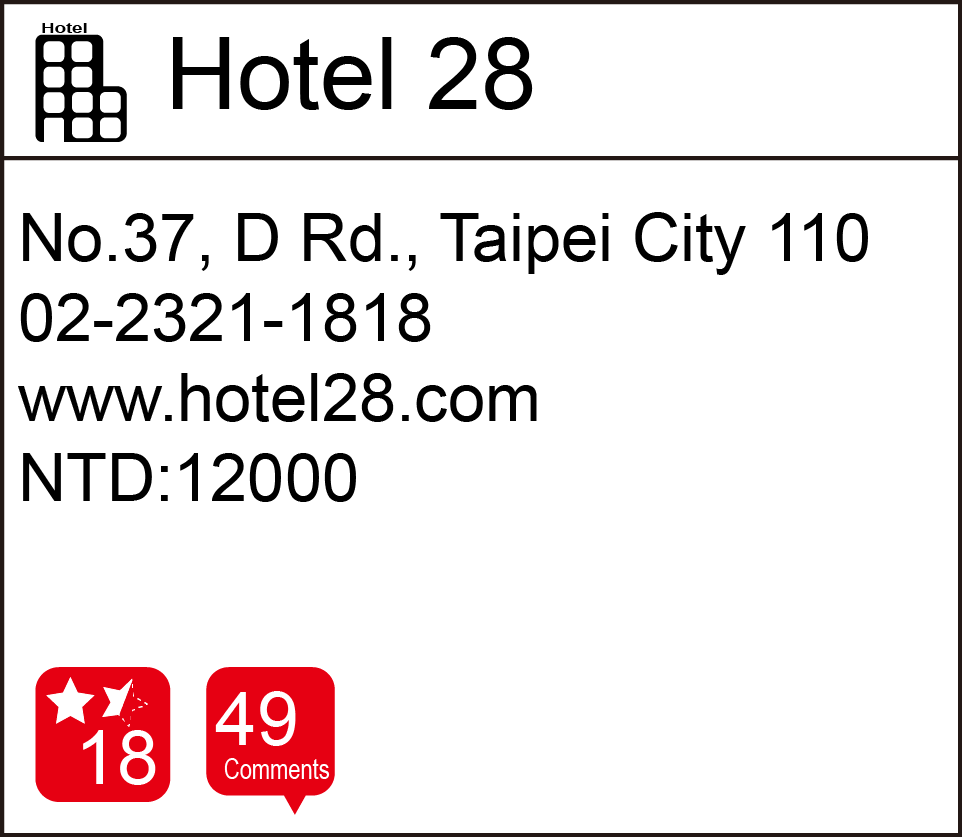 Hotel
Hotel 28
No.37, D Rd., Taipei City 110
02-2321-1818
www.hotel28.com
NTD:12000
18
49
Comments